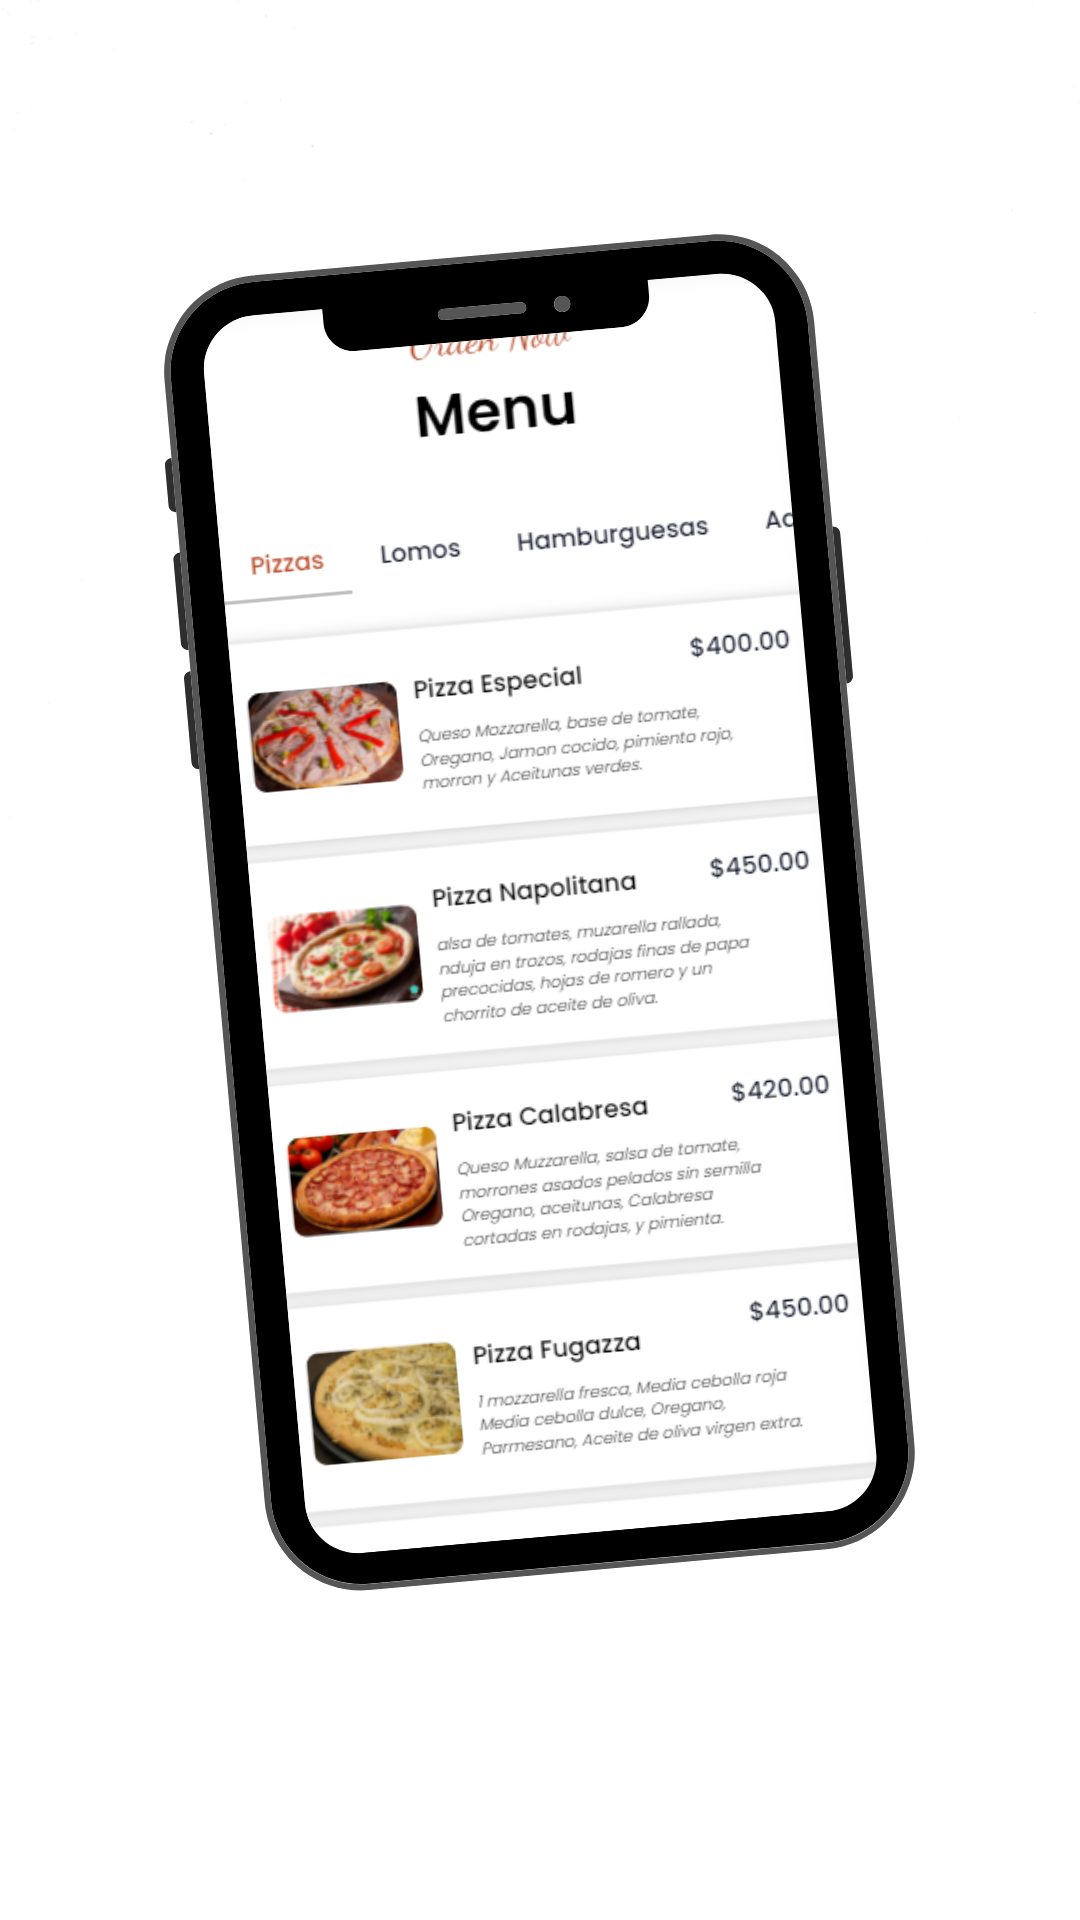 Orden Now
Menu
Pizzas Lomos Hamburguesas Ad
Pizza Especial $400.00
Queso Mozzarella, base de tomate,
Oregano, Jamon cocido, pimiento rojo,
morron y Aceitunas verdes.
Pizza Napolitana $450.00
alsa de tomates, muzarella rallada,
nduja en trozos, rodajas finas de papa
precocidas, hojas de romero y un
chorrito de aceite de oliva.
Pizza Calabresa $420.00
Queso Muzzarella, salsa de tomate,
morrones asados pelados sin semilla
Oregano, aceitunas, Calabresa
cortadas en rodajas, y pimienta.
Pizza Fugazza $450.00
1 mozzarella fresca, Media cebolla roja
Media cebolla dulce, Oregano,
Parmesano, Aceite de oliva virgen extra.